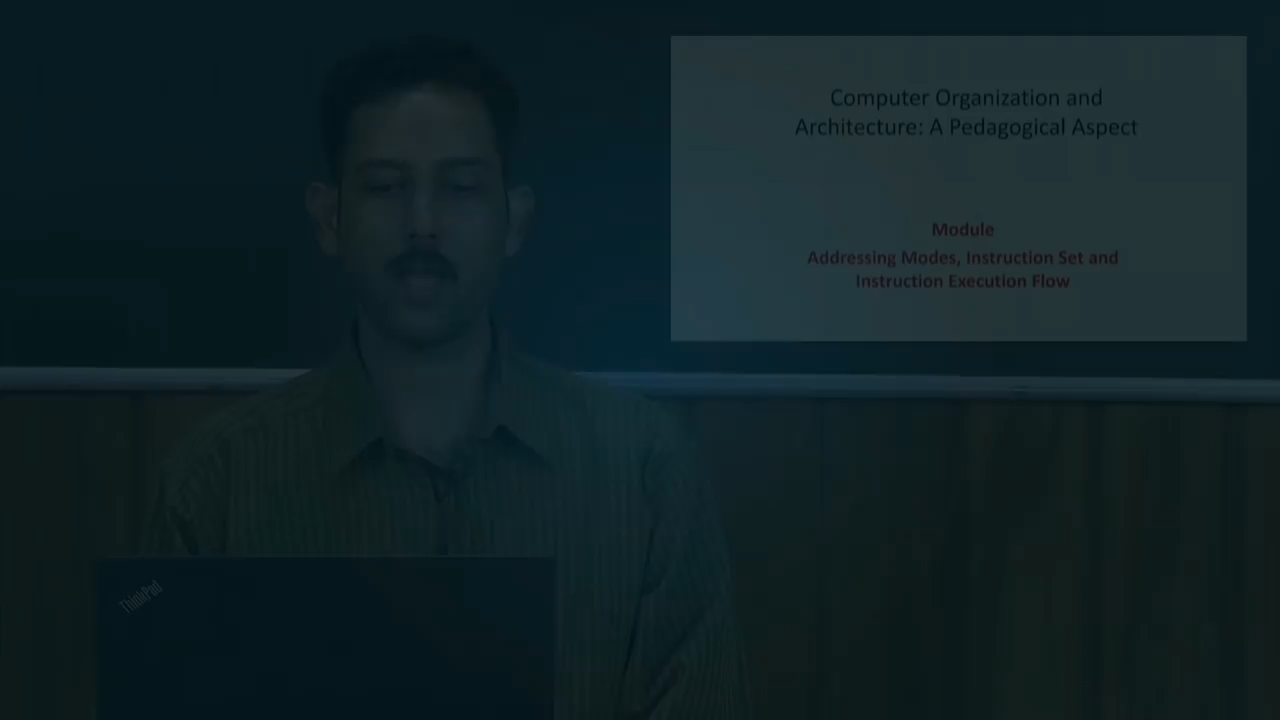 Computer Organization and
Architecture: A Pedagogical Aspect
Module
Addressing Modes, Instruction Set and
Instruction Execution Flow
ThinkPad